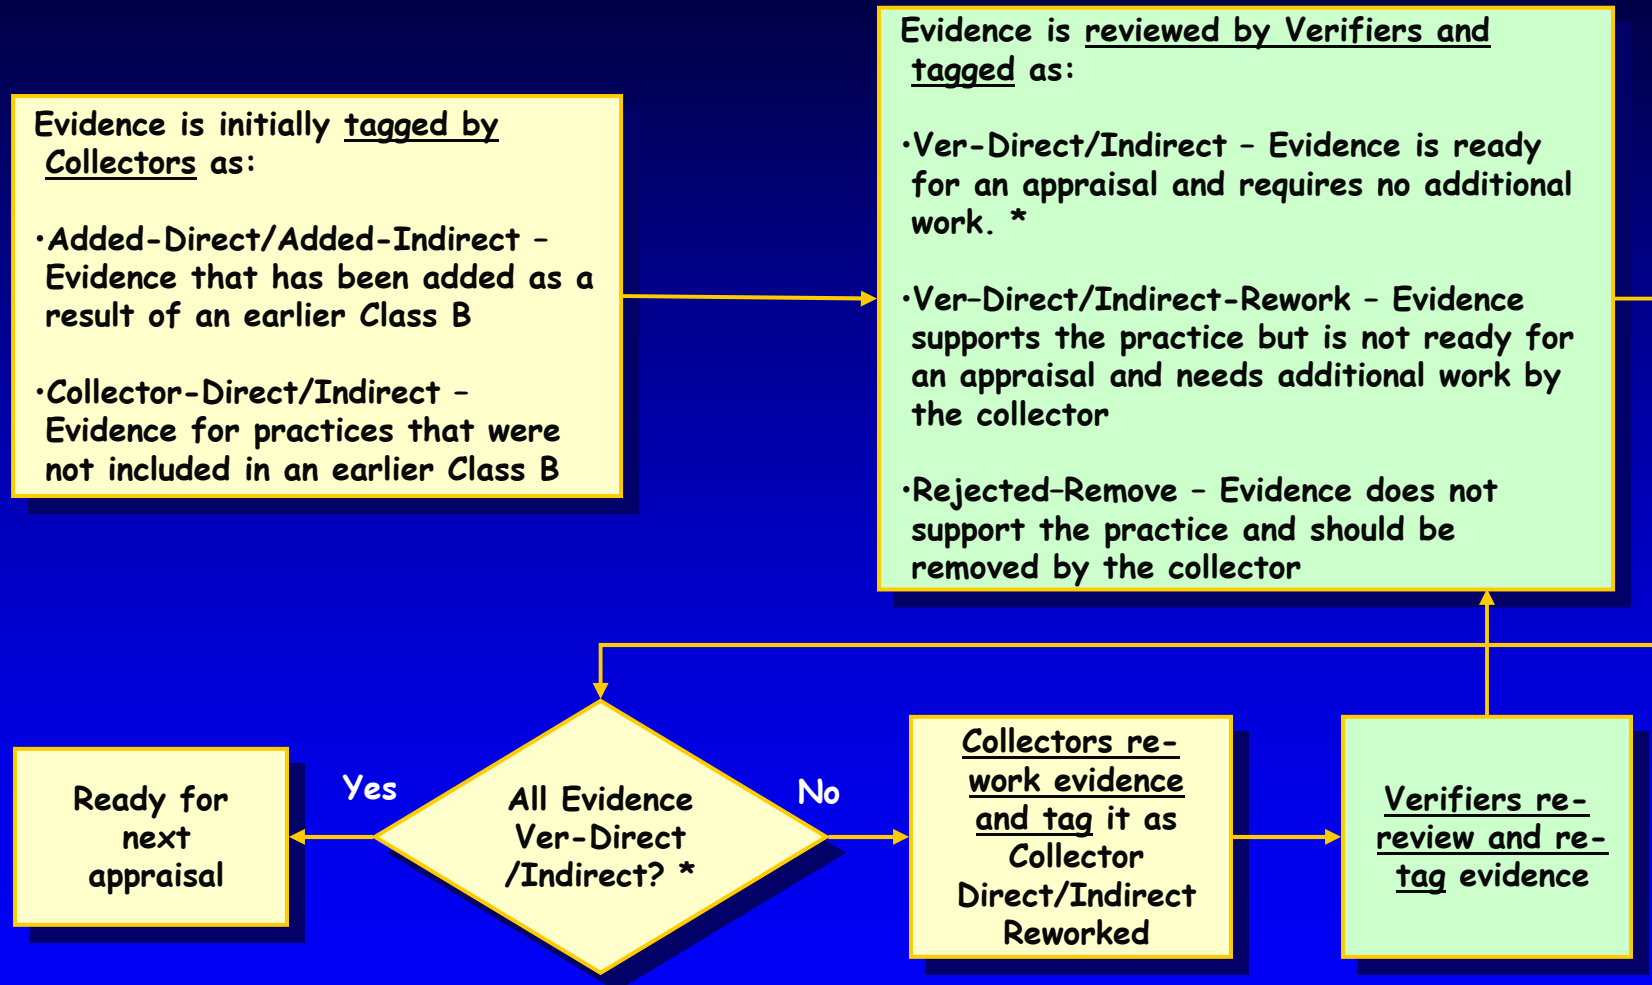 Evidence is initially tagged by
Collectors as:
•Added-Direct/Added-Indirect –
Evidence that has been added as a
result of an earlier Class B
•Collector-Direct/Indirect –
Evidence for practices that were
not included in an earlier Class B
Evidence is reviewed by Verifiers and
tagged as:
•Ver-Direct/Indirect – Evidence is ready
for an appraisal and requires no additional
work. *
•Ver–Direct/Indirect-Rework – Evidence
supports the practice but is not ready for
an appraisal and needs additional work by
the collector
•Rejected–Remove – Evidence does not
support the practice and should be
removed by the collector
Ready for
next
appraisal
Yes
All Evidence
Ver-Direct
/Indirect? *
No
Collectors re-
work evidence
and tag it as
Collector
Direct/Indirect
Reworked
Verifiers re-
review and re-
tag evidence